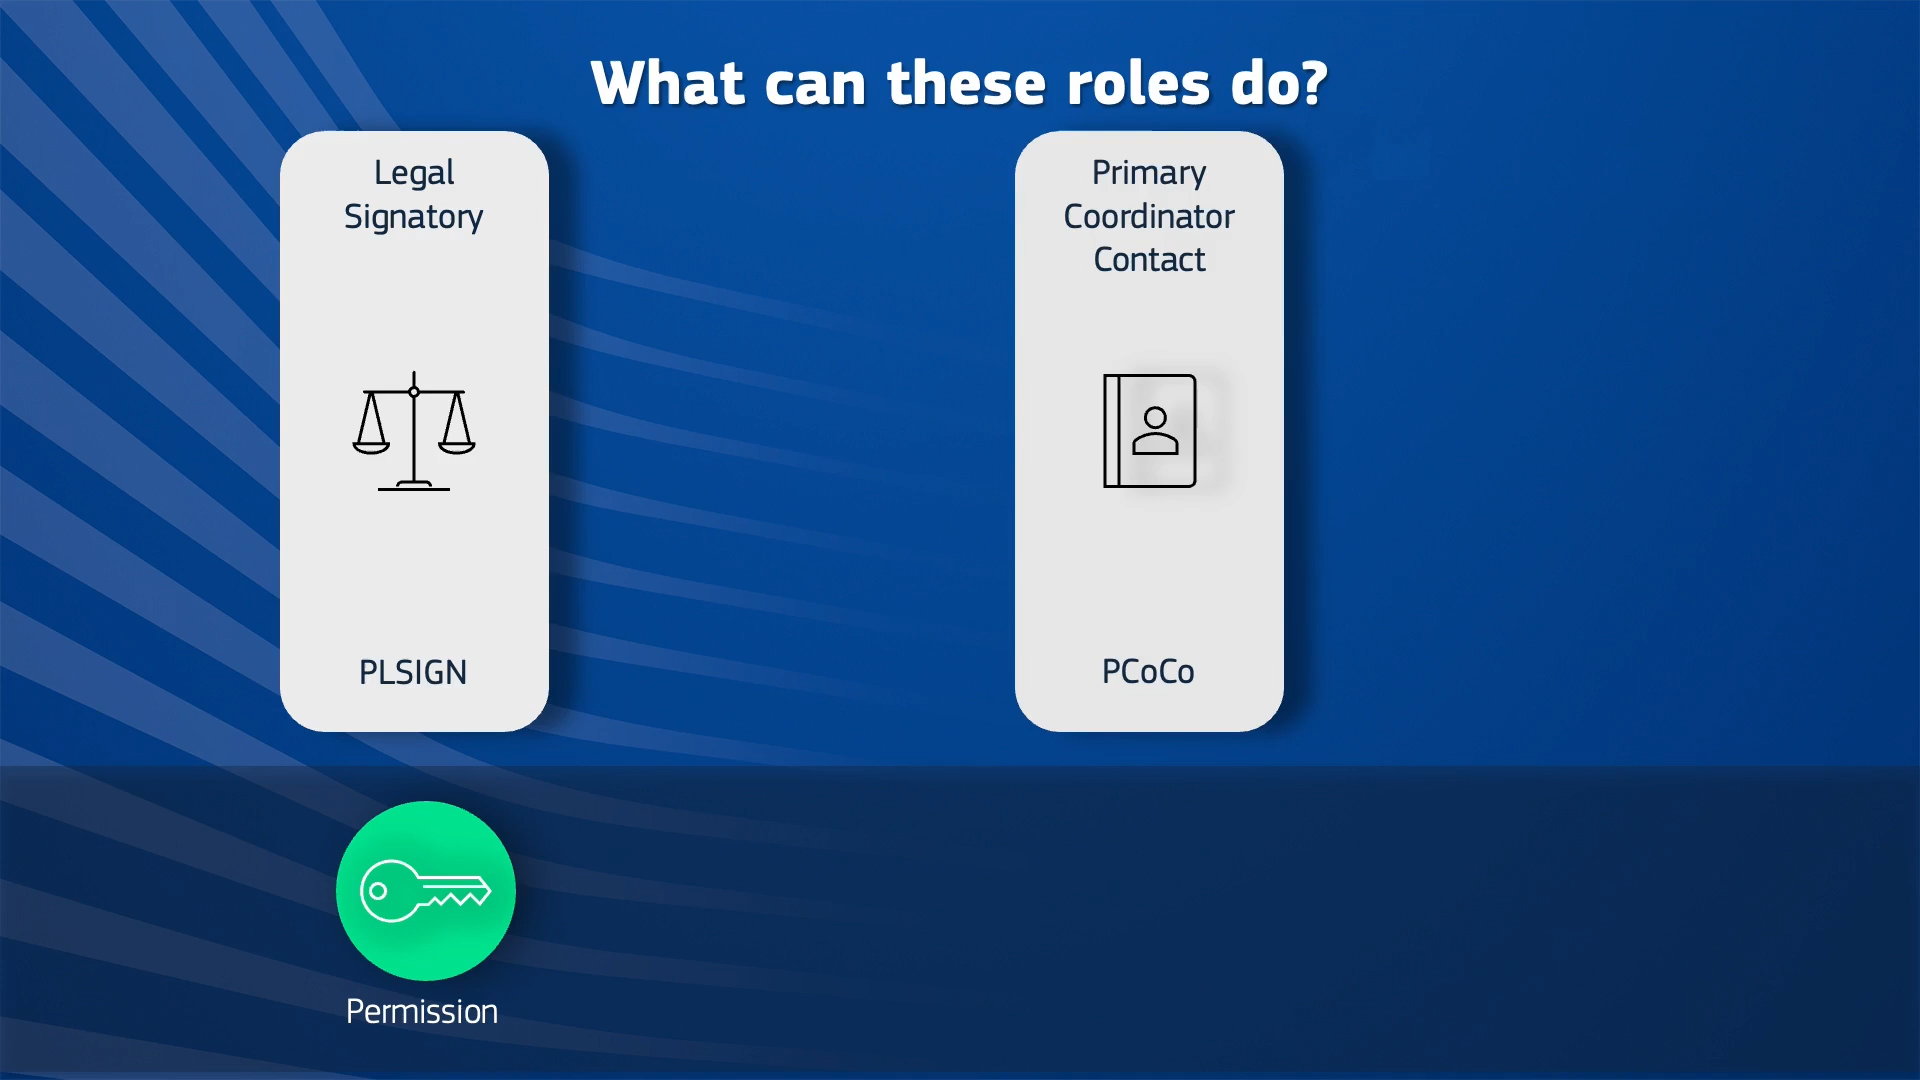 What can these roles do?
Legal
Signatory
PLSIGN
Primary
Coordinator
Contact
PCoCo
Permission